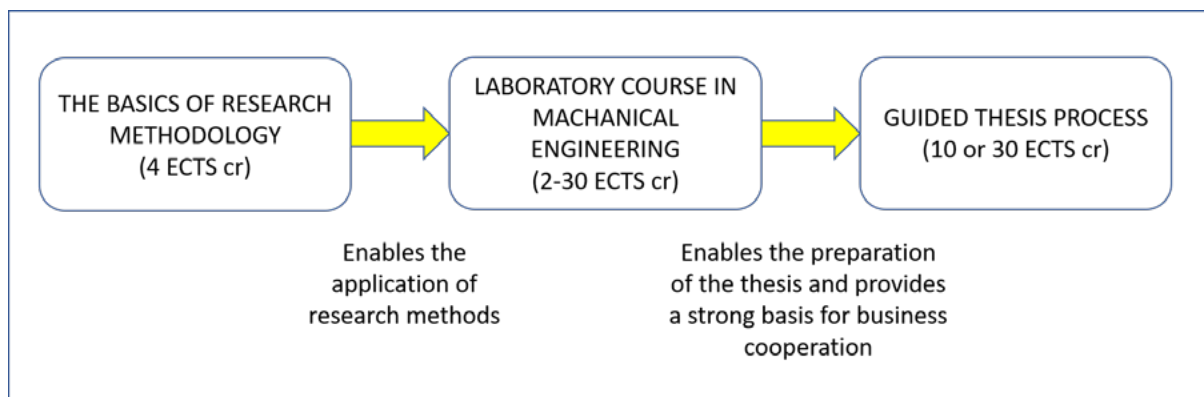 THE BASICS OF RESEARCH
METHODOLOGY
(4 ECTS cr)
LABORATORY COURSE IN
MACHANICAL
ENGINEERING
(2-30 ECTS cr)
GUIDED THESIS PROCESS
(10 or 30 ECTS cr)
Enables the
application of
research methods
Enables the preparation
of the thesis and provides
a strong basis for business
cooperation